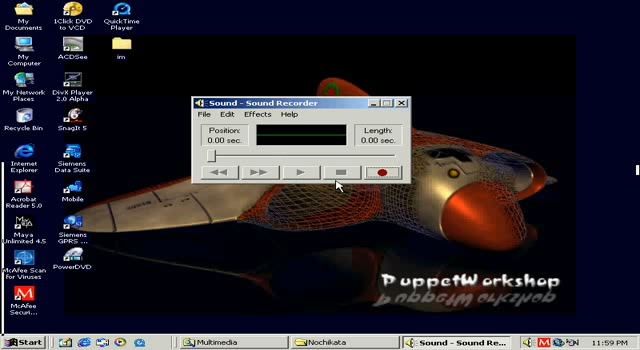 My Documents
1Click DVD to VCD
QuickTime Player
My Computer
ACDSee
im
My Network Places
DivX Player 2.0 Alpha
Recycle Bin
SnagIt 5
Internet Explorer
Siemens Data Suite
Acrobat Reader 5.0
Mobile
Maya Unlimited 4.5
Siemens GPRS ...
McAfee Scan for Viruses
PowerDVD
McAfee Securi...
Sound - Sound Recorder
File Edit Effects Help
Position: 0.00 sec.
Length: 0.00 sec.
PuppetWorkshop
Start
Multimedia
Nochikata
Sound - Sound Re...
11:59 PM